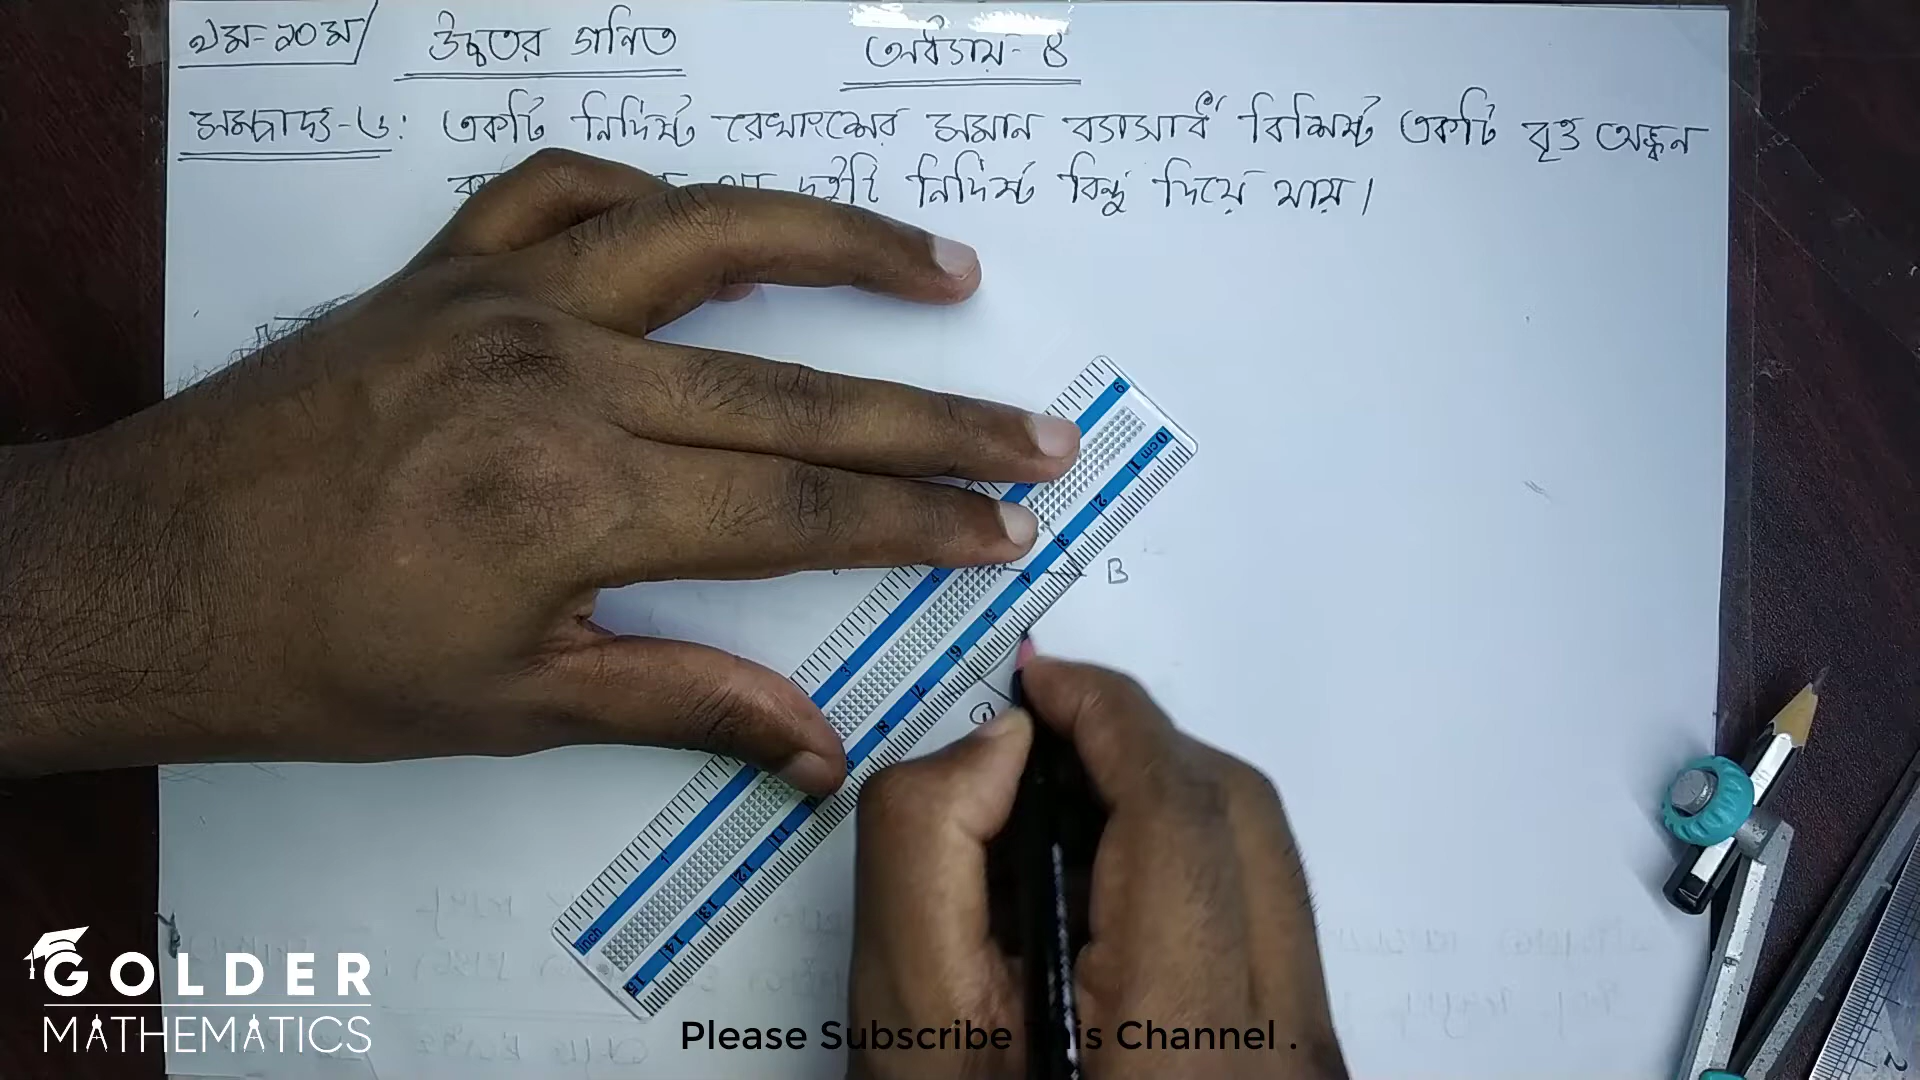 ৯ম-১০ম/ উচ্চতর গণিত অধ্যায়-৪
সম্পাদ্য-৬: একটি নির্দিষ্ট রেখাংশের সমান ব্যাসার্ধ বিশিষ্ট একটি বৃত্ত অঙ্কন
দুইটি নির্দিষ্ট বিন্দু দিয়ে যায়।
B
GOLDER
MATHEMATICS
Please Subscribe This Channel .